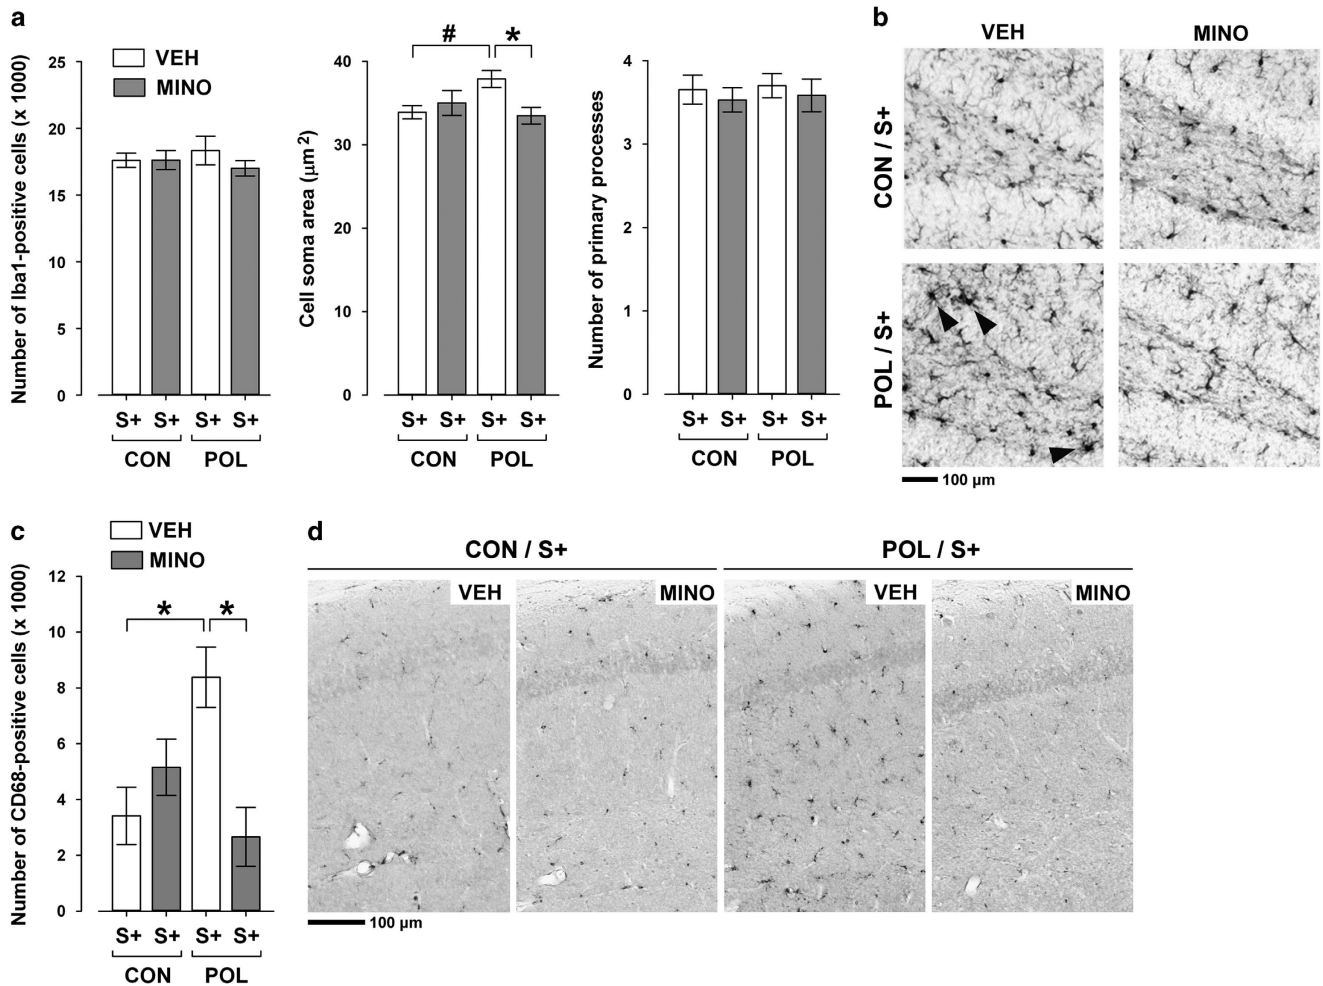 a
VEH
MINO
Number of Iba1-positive cells (x 1000)
25
20
15
10
5
0
S+ S+ S+ S+
CON POL
# *
Cell soma area (µm²)
40
30
20
10
0
S+ S+ S+ S+
CON POL
Number of primary processes
4
3
2
1
0
S+ S+ S+ S+
CON POL
b
VEH MINO
CON / S+
POL / S+
100 µm
c
VEH
MINO
Number of CD68-positive cells (x 1000)
12
10
8
6
4
2
0
* *
S+ S+ S+ S+
CON POL
d
CON / S+ POL / S+
VEH MINO VEH MINO
100 µm